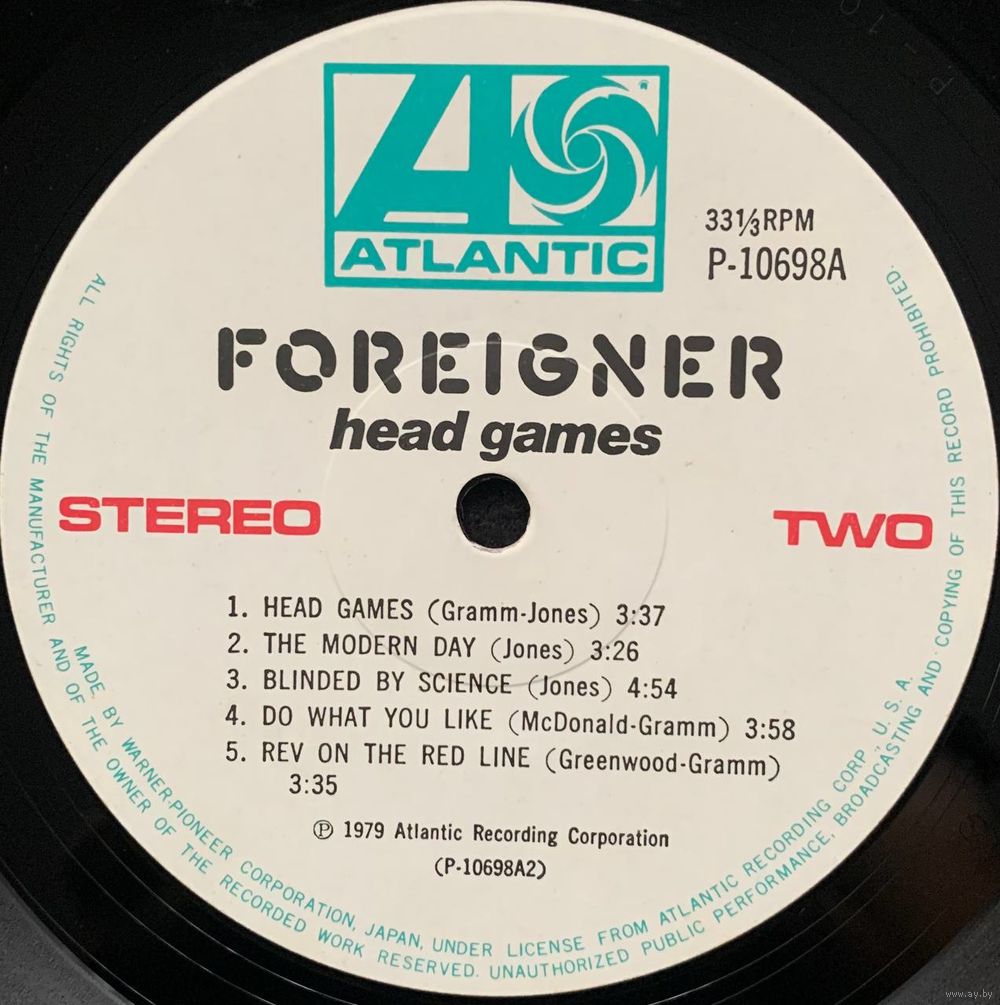 ATLANTIC
33⅓RPM
P-10698A
FOREIGNER
head games
STEREO
TWO
1. HEAD GAMES (Gramm-Jones) 3:37
2. THE MODERN DAY (Jones) 3:26
3. BLINDED BY SCIENCE (Jones) 4:54
4. DO WHAT YOU LIKE (McDonald-Gramm) 3:58
5. REV ON THE RED LINE (Greenwood-Gramm)
3:35
Ⓟ 1979 Atlantic Recording Corporation
(P-10698A2)
MADE BY WARNER-PIONEER CORPORATION, JAPAN, UNDER LICENSE FROM ATLANTIC RECORDING CORP., U. S. A.
ALL RIGHTS OF THE MANUFACTURER AND OF THE OWNER OF THE RECORDED WORK RESERVED. UNAUTHORIZED PUBLIC PERFORMANCE, BROADCASTING AND COPYING OF THIS RECORD PROHIBITED.
www.ay.by